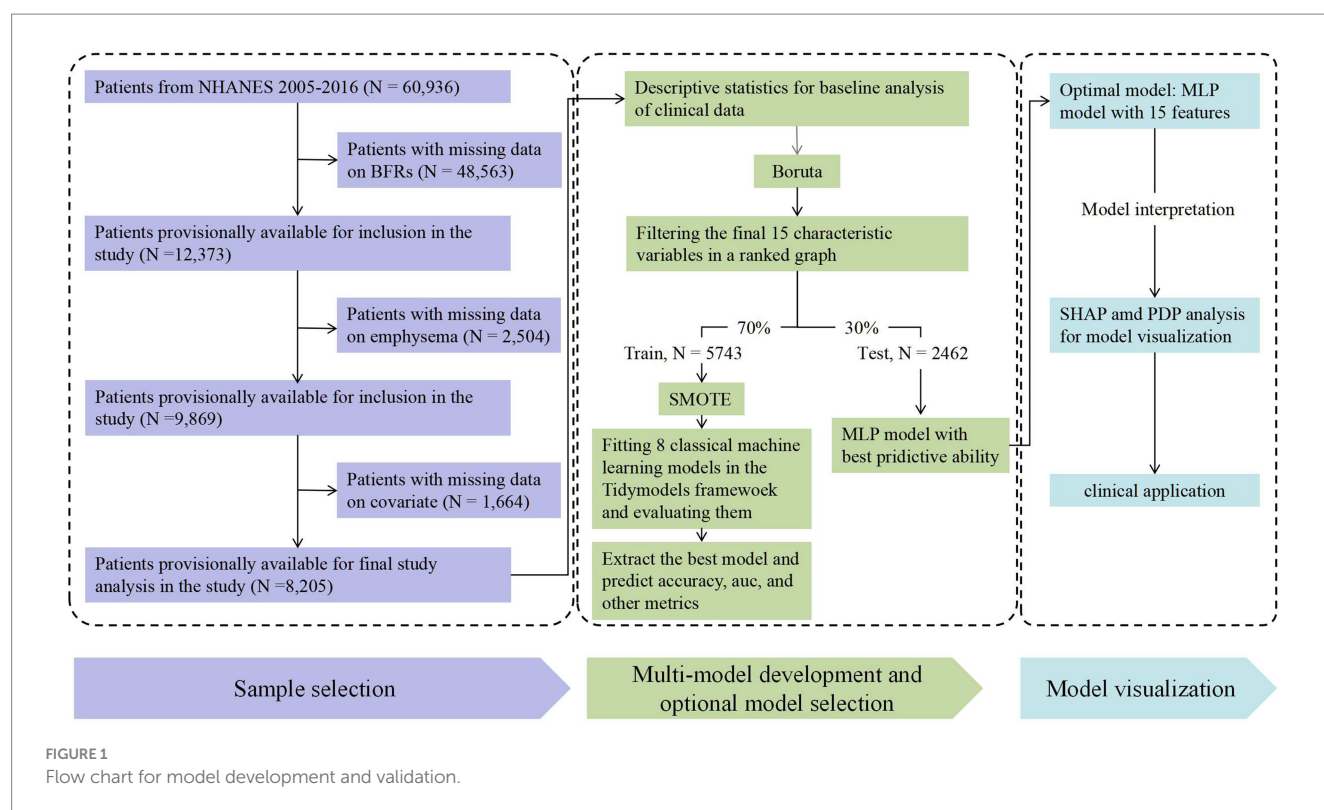 Patients from NHANES 2005-2016 (N = 60,936)
Patients with missing data
on BFRs (N = 48,563)
Patients provisionally available for inclusion in the
study (N =12,373)
Patients with missing data
on emphysema (N = 2,504)
Patients provisionally available for inclusion in the
study (N =9,869)
Patients with missing data
on covariate (N = 1,664)
Patients provisionally available for final study
analysis in the study (N =8,205)
Descriptive statistics for baseline analysis
of clinical data
Boruta
Filtering the final 15 characteristic
variables in a ranked graph
70%
30%
Train, N = 5743
Test, N = 2462
SMOTE
Fitting 8 classical machine
learning models in the
Tidymodels framewoek
and evaluating them
Extract the best model and
predict accuracy, auc, and
other metrics
MLP model with
best pridictive ability
Optimal model: MLP
model with 15 features
Model interpretation
SHAP amd PDP analysis
for model visualization
clinical application
Sample selection
Multi-model development and
optional model selection
Model visualization
FIGURE 1
Flow chart for model development and validation.